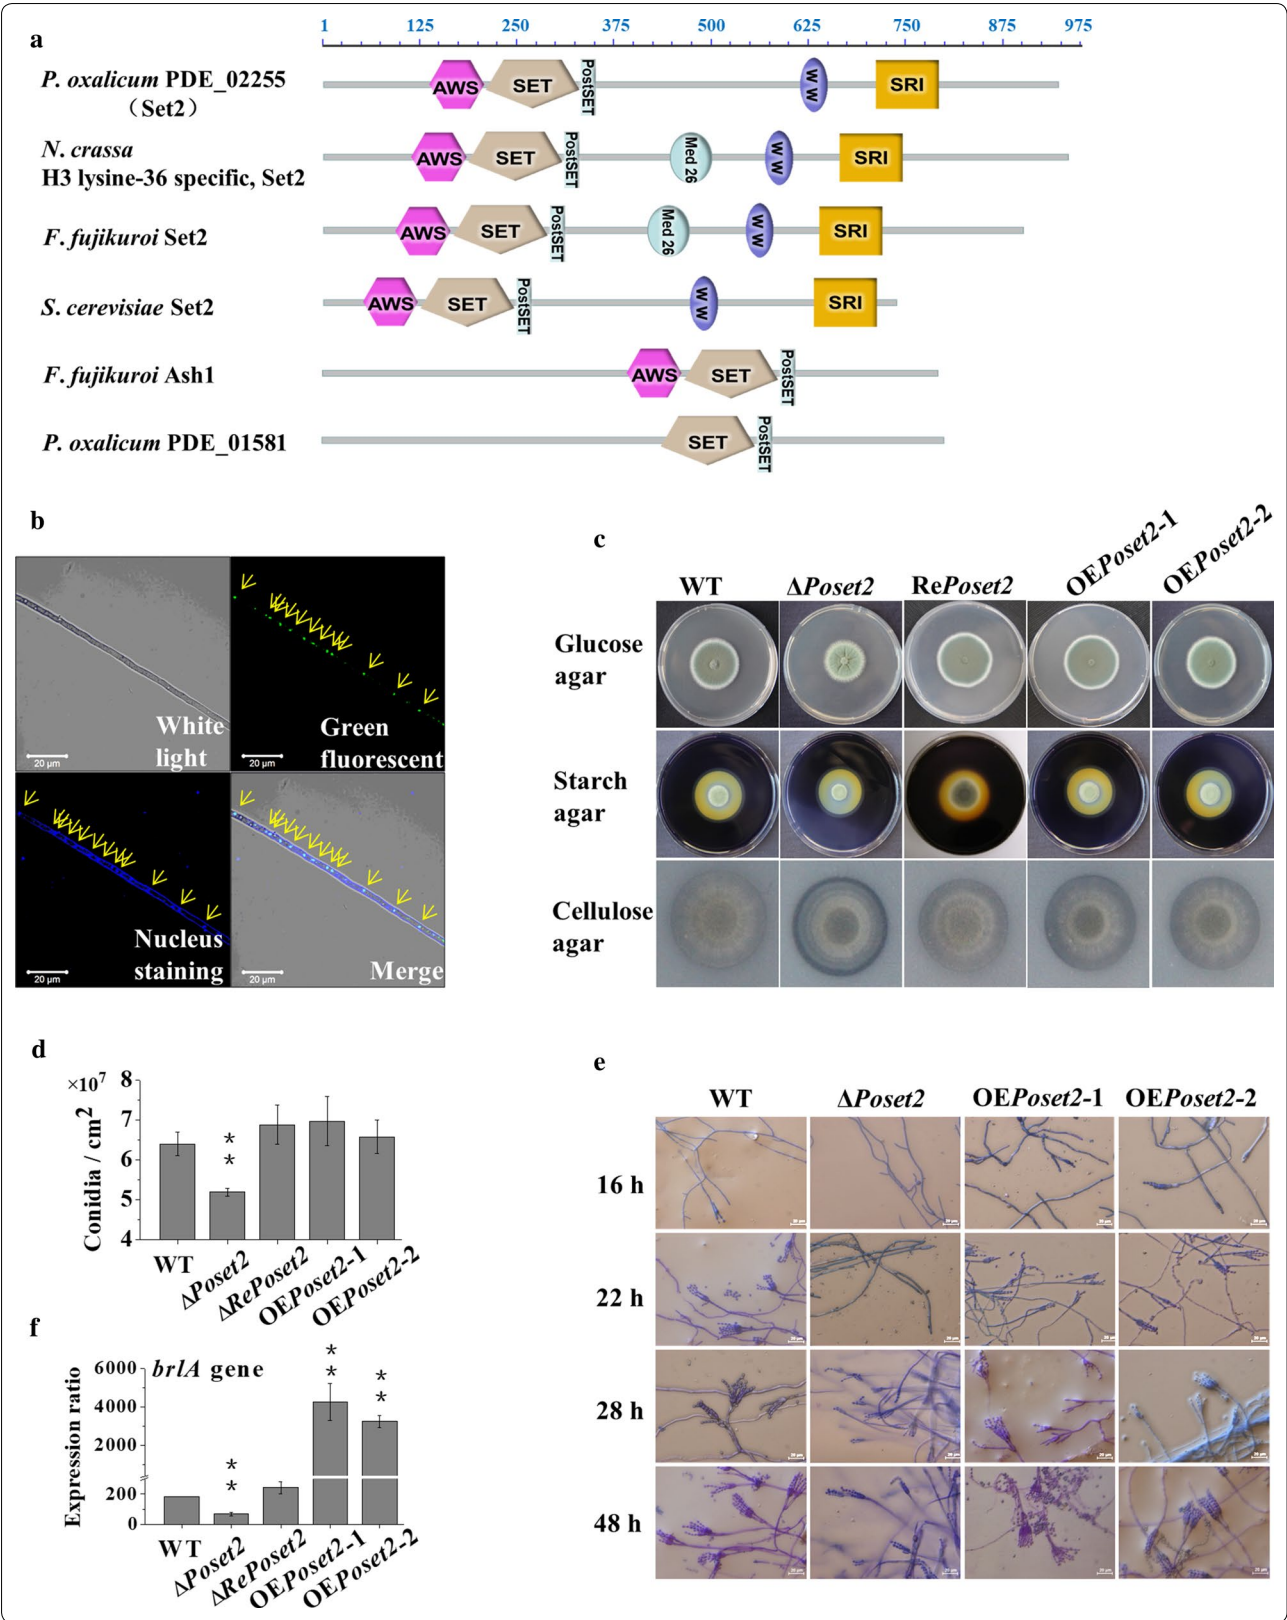 a
1 125 250 375 500 625 750 875 975
P. oxalicum PDE_02255
（Set2）
AWS SET PostSET WW SRI
N. crassa
H3 lysine-36 specific, Set2
AWS SET PostSET Med 26 WW SRI
F. fujikuroi Set2
AWS SET PostSET Med 26 WW SRI
S. cerevisiae Set2
AWS SET PostSET WW SRI
F. fujikuroi Ash1
AWS SET PostSET
P. oxalicum PDE_01581
SET PostSET
b
White
light
20 μm
Green
fluorescent
20 μm
Nucleus
staining
20 μm
Merge
20 μm
c
WT ΔPoset2 RePoset2 OEPoset2-1 OEPoset2-2
Glucose
agar
Starch
agar
Cellulose
agar
d
×10⁷
Conidia / cm²
8
7
6
5
4
* *
WT ΔPoset2 ΔRePoset2 OEPoset2-1 OEPoset2-2
e
WT ΔPoset2 OEPoset2-1 OEPoset2-2
16 h
22 h
28 h
48 h
f
brlA gene
Expression ratio
6000
4000
2000
200
0
* *
* *
* *
WT ΔPoset2 ΔRePoset2 OEPoset2-1 OEPoset2-2